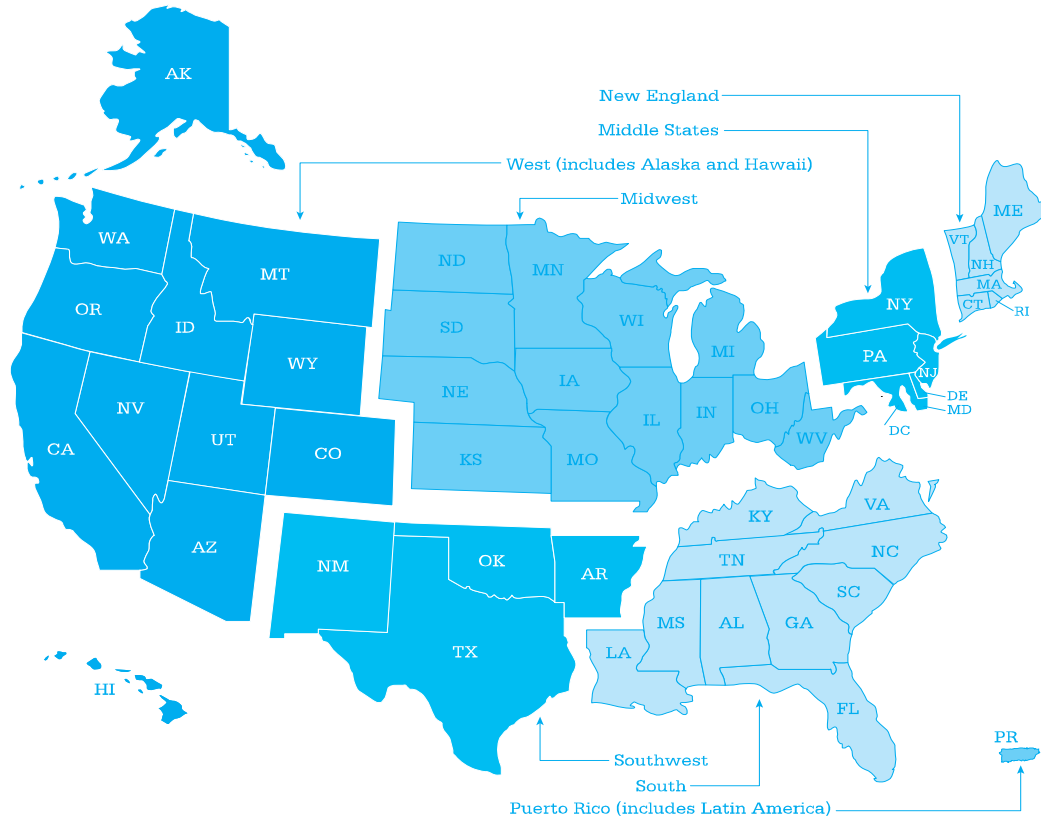 AK
New England
Middle States
West (includes Alaska and Hawaii)
Midwest
ME
WA
VT
ND
MN
NH
MT
MA
NY
CT
OR
RI
WI
ID
SD
MI
PA
WY
NJ
IA
NE
DE
NV
OH
MD
IN
IL
DC
UT
WV
CA
CO
KS
MO
VA
KY
AZ
NC
TN
OK
NM
AR
SC
MS
AL
GA
TX
LA
HI
FL
PR
Southwest
South
Puerto Rico (includes Latin America)